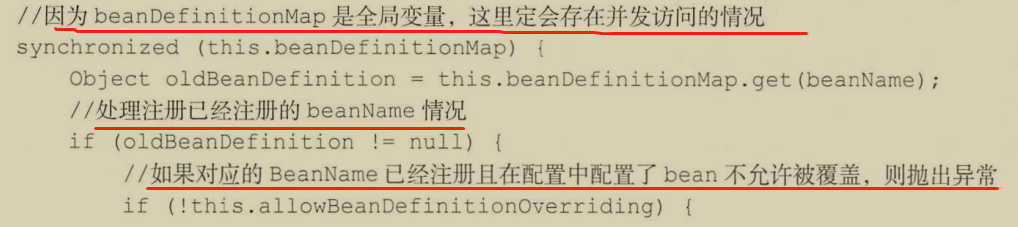 //因为 beanDefinitionMap 是全局变量，这里定会存在并发访问的情况
synchronized (this.beanDefinitionMap) {
Object oldBeanDefinition = this.beanDefinitionMap.get(beanName);
//处理注册已经注册的 beanName 情况
if (oldBeanDefinition != null) {
//如果对应的 BeanName 已经注册且在配置中配置了 bean 不允许被覆盖，则抛出异常
if (!this.allowBeanDefinitionOverriding) {